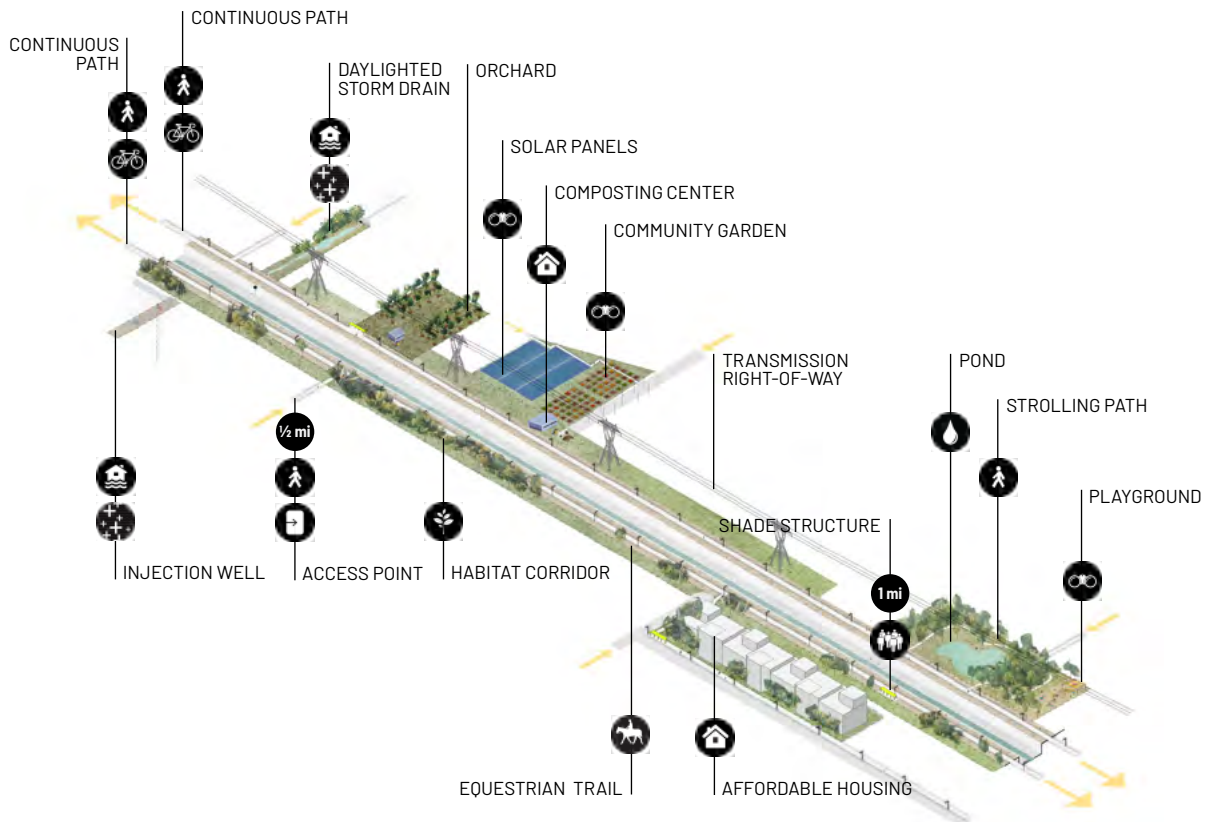 CONTINUOUS PATH
CONTINUOUS
PATH
DAYLIGHTED
STORM DRAIN
ORCHARD
SOLAR PANELS
COMPOSTING CENTER
COMMUNITY GARDEN
TRANSMISSION
RIGHT-OF-WAY
POND
STROLLING PATH
½ mi
PLAYGROUND
SHADE STRUCTURE
INJECTION WELL
ACCESS POINT
HABITAT CORRIDOR
1 mi
EQUESTRIAN TRAIL
AFFORDABLE HOUSING